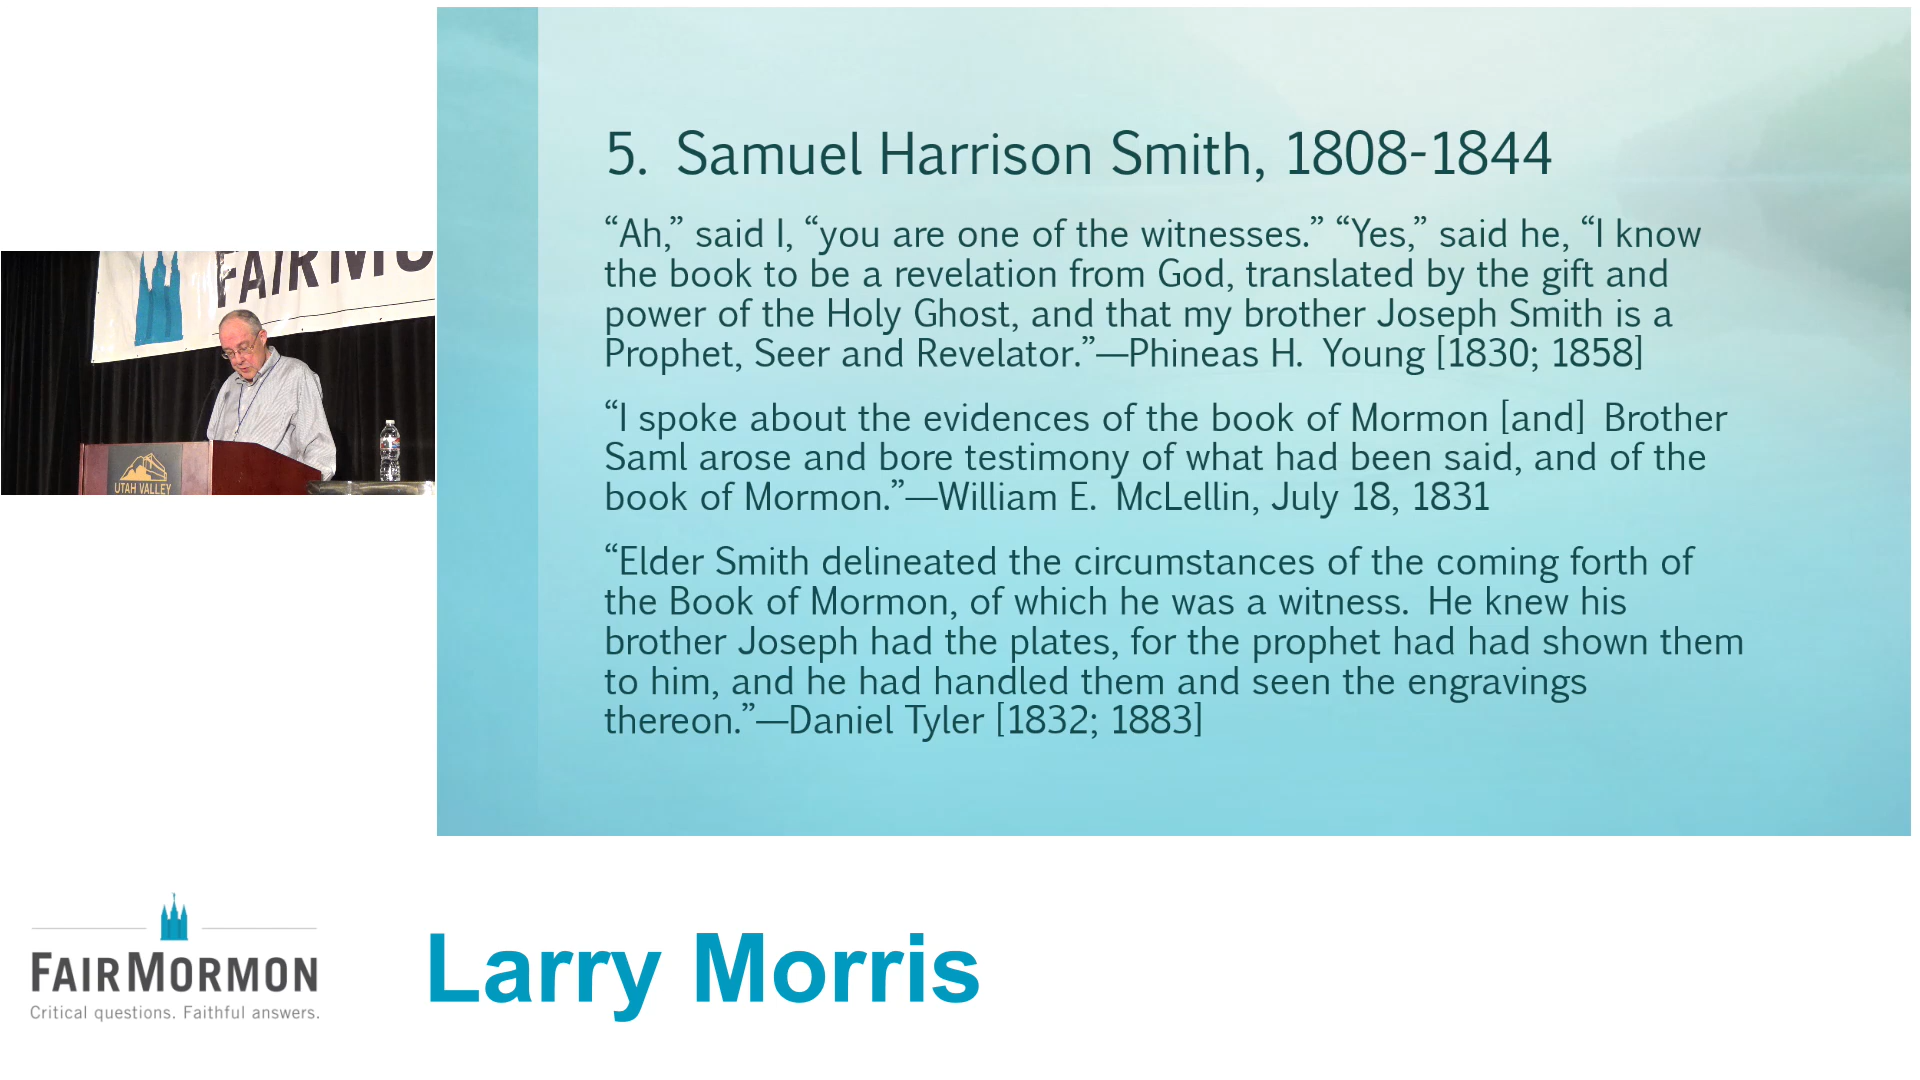 5. Samuel Harrison Smith, 1808-1844
“Ah,” said I, “you are one of the witnesses.” “Yes,” said he, “I know
the book to be a revelation from God, translated by the gift and
power of the Holy Ghost, and that my brother Joseph Smith is a
Prophet, Seer and Revelator.”—Phineas H. Young [1830; 1858]
“I spoke about the evidences of the book of Mormon [and] Brother
Saml arose and bore testimony of what had been said, and of the
book of Mormon.”—William E. McLellin, July 18, 1831
“Elder Smith delineated the circumstances of the coming forth of
the Book of Mormon, of which he was a witness. He knew his
brother Joseph had the plates, for the prophet had had shown them
to him, and he had handled them and seen the engravings
thereon.”—Daniel Tyler [1832; 1883]
FAIRMO
UTAH VALLEY
FAIRMORMON
Critical questions. Faithful answers.
Larry Morris